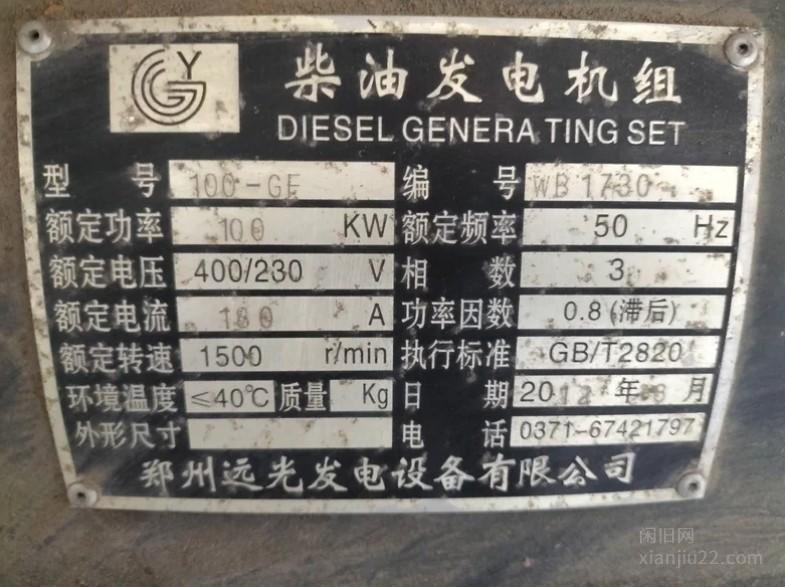 GY
柴油发电机组
DIESEL GENERA TING SET
型 号 100-GF 编 号 WB1730
额定功率 100 KW 额定频率 50 Hz
额定电压 400/230 V 相 数 3
额定电流 180 A 功率因数 0.8(滞后)
额定转速 1500 r/min 执行标准 GB/T2820
环境温度 ≤40℃ 质量 Kg 日 期 2012 年 月
外形尺寸 电 话 0371-67421797
郑州远光发电设备有限公司
闲旧网
xianjiu22.com